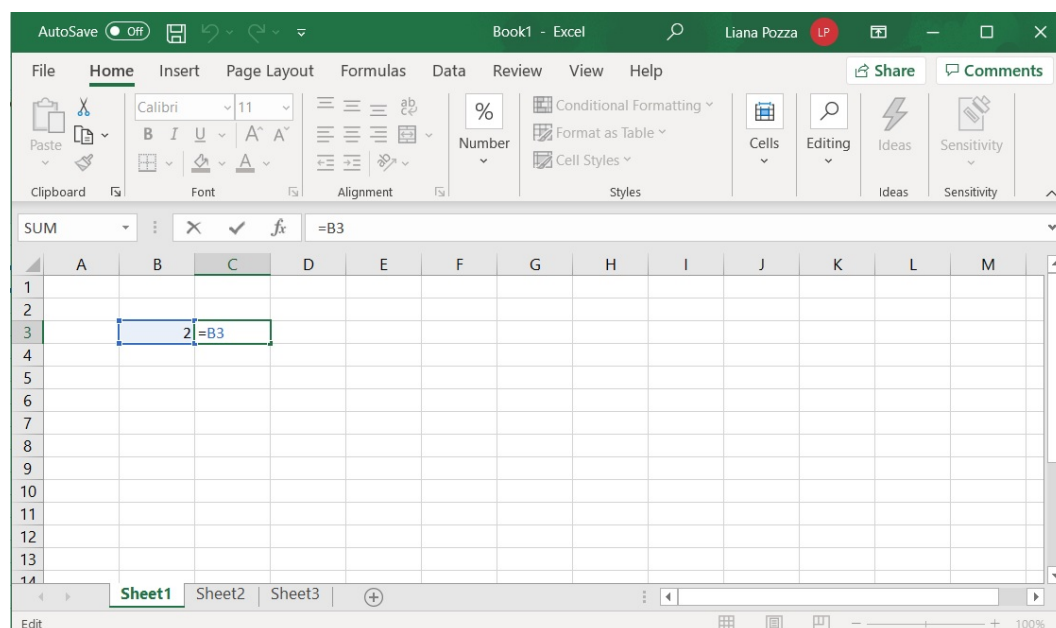 AutoSave Off Book1 - Excel Liana Pozza LP
File Home Insert Page Layout Formulas Data Review View Help Share Comments
Paste Calibri 11 ab % Conditional Formatting Cells Editing Ideas Sensitivity
B I U A A Number Format as Table
A Cell Styles
Clipboard Font Alignment Styles Ideas Sensitivity
SUM fx =B3
A B C D E F G H I J K L M
1
2
3 2 =B3
4
5
6
7
8
9
10
11
12
13
14
Sheet1 Sheet2 Sheet3
Edit 100%